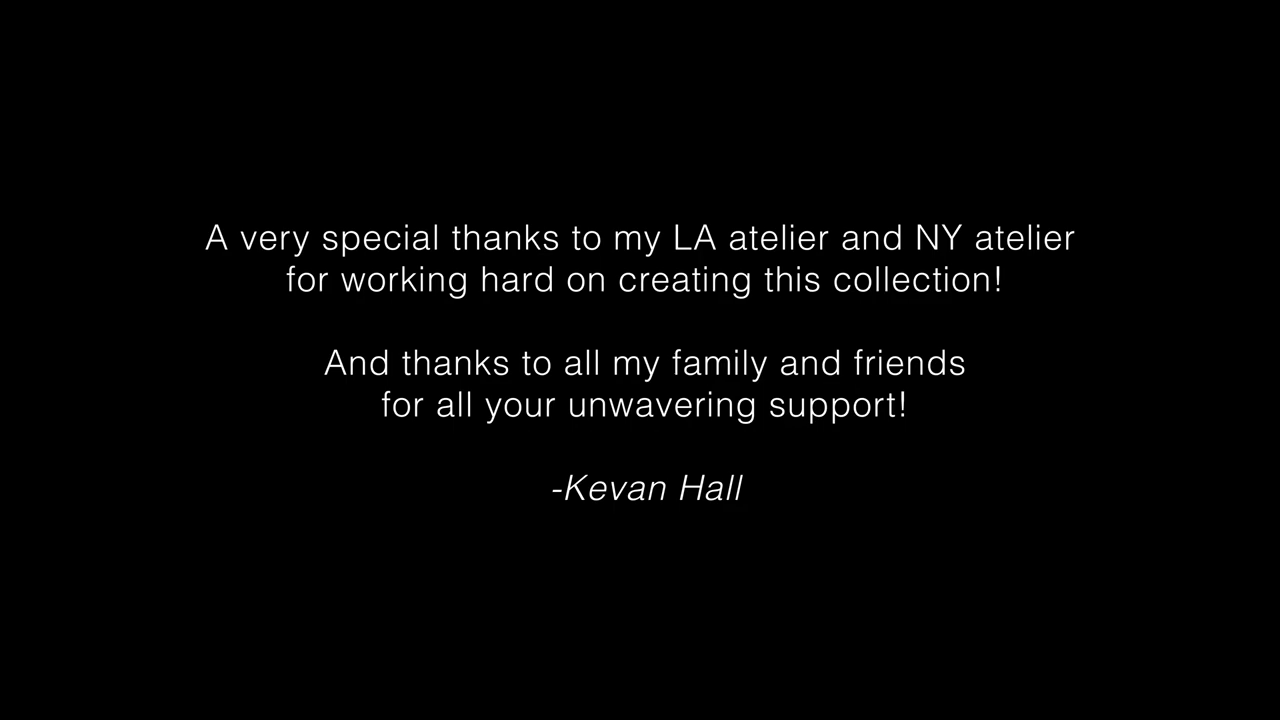 A very special thanks to my LA atelier and NY atelier
for working hard on creating this collection!
And thanks to all my family and friends
for all your unwavering support!
-Kevan Hall